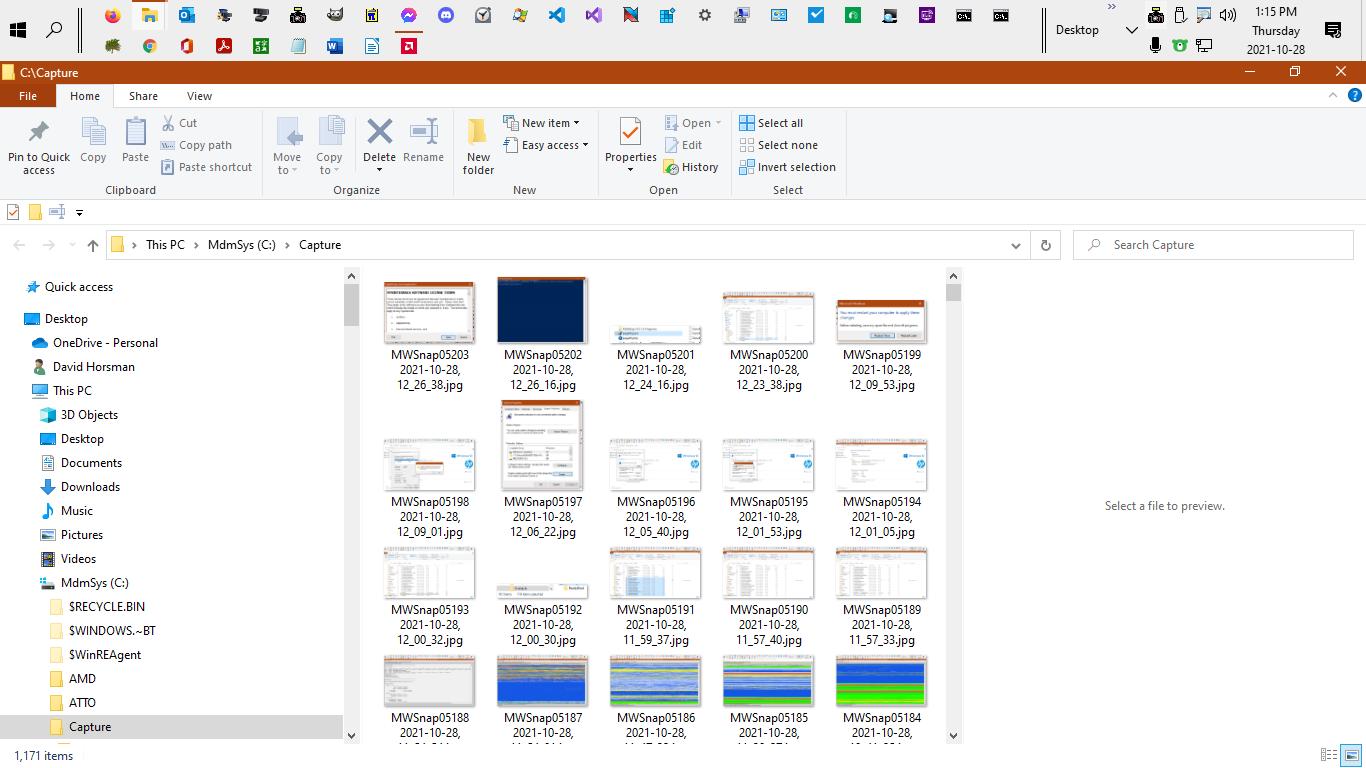 1:15 PM
Desktop
Thursday
2021-10-28
C:\Capture
File
Home
Share
View
Pin to Quick access
Copy
Paste
Cut
Copy path
Paste shortcut
Clipboard
Move to
Copy to
Delete
Rename
Organize
New folder
New item
Easy access
New
Properties
Open
Edit
History
Open
Select all
Select none
Invert selection
Select
This PC
MdmSys (C:)
Capture
Search Capture
Quick access
Desktop
OneDrive - Personal
David Horsman
This PC
3D Objects
Desktop
Documents
Downloads
Music
Pictures
Videos
MdmSys (C:)
$RECYCLE.BIN
$WINDOWS.~BT
$WinREAgent
AMD
ATTO
Capture
MWSnap05203 2021-10-28, 12_26_38.jpg
MWSnap05202 2021-10-28, 12_26_16.jpg
MWSnap05201 2021-10-28, 12_24_16.jpg
MWSnap05200 2021-10-28, 12_23_38.jpg
MWSnap05199 2021-10-28, 12_09_53.jpg
MWSnap05198 2021-10-28, 12_09_01.jpg
MWSnap05197 2021-10-28, 12_06_22.jpg
MWSnap05196 2021-10-28, 12_05_40.jpg
MWSnap05195 2021-10-28, 12_01_53.jpg
MWSnap05194 2021-10-28, 12_01_05.jpg
MWSnap05193 2021-10-28, 12_00_32.jpg
MWSnap05192 2021-10-28, 12_00_30.jpg
MWSnap05191 2021-10-28, 11_59_37.jpg
MWSnap05190 2021-10-28, 11_57_40.jpg
MWSnap05189 2021-10-28, 11_57_33.jpg
MWSnap05188 2021-10-28,
MWSnap05187 2021-10-28,
MWSnap05186 2021-10-28,
MWSnap05185 2021-10-28,
MWSnap05184 2021-10-28,
Select a file to preview.
1,171 items